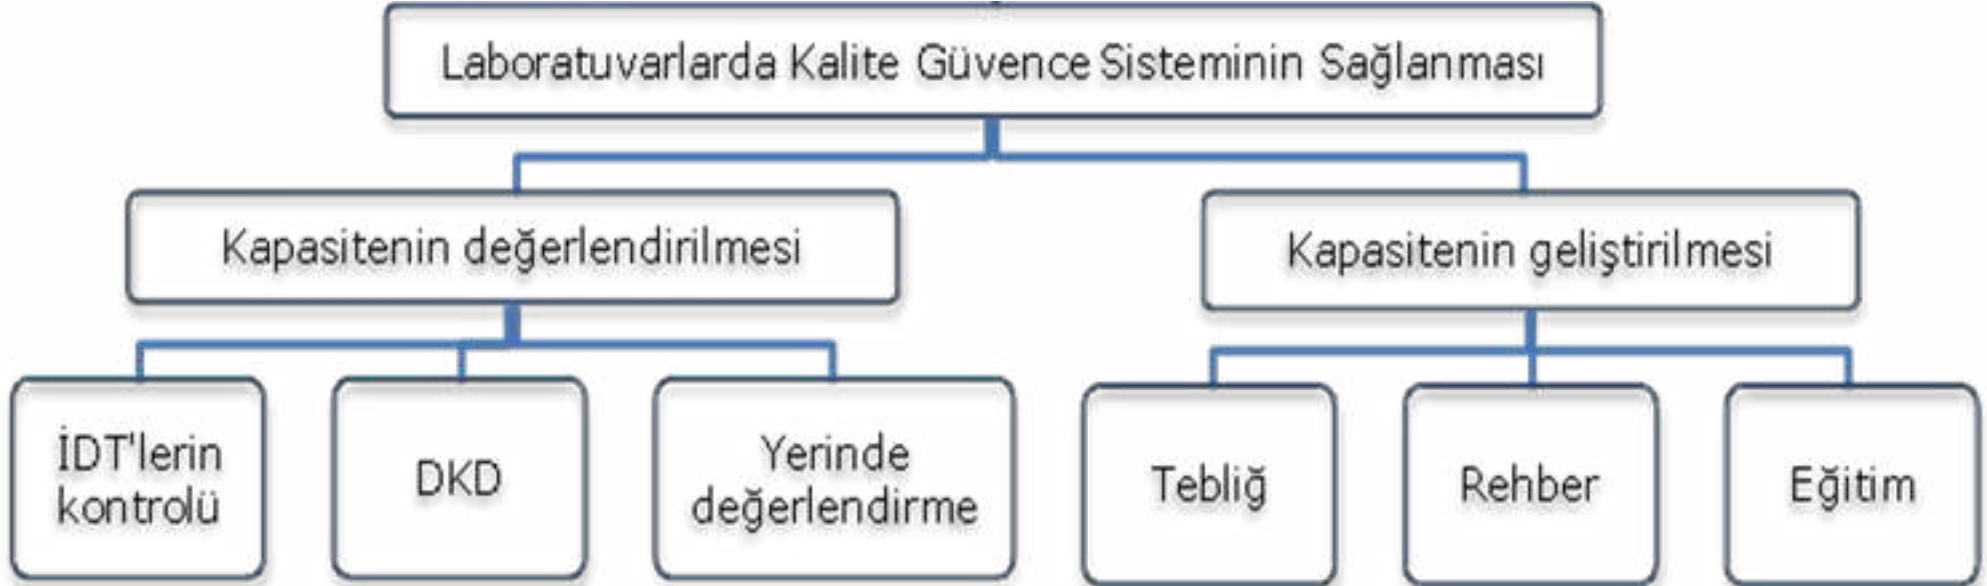 Laboratuvarlarda Kalite Güvence Sisteminin Sağlanması
Kapasitenin değerlendirilmesi
Kapasitenin geliştirilmesi
İDT'lerin
kontrolü
DKD
Yerinde
değerlendirme
Tebliğ
Rehber
Eğitim